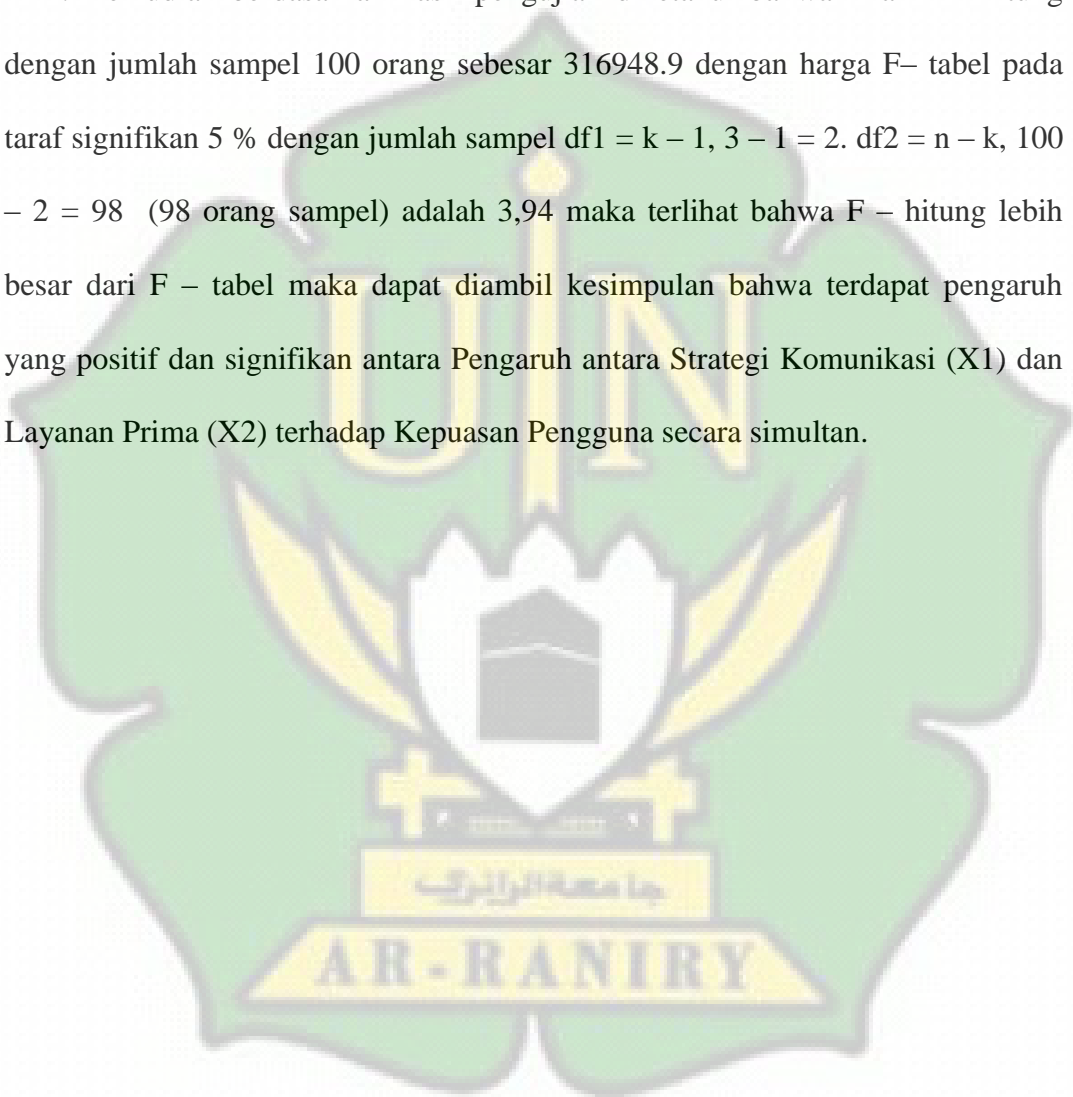 dengan jumlah sampel 100 orang sebesar 316948.9 dengan harga F– tabel pada
taraf signifikan 5 % dengan jumlah sampel df1 = k – 1, 3 – 1 = 2. df2 = n – k, 100
– 2 = 98 (98 orang sampel) adalah 3,94 maka terlihat bahwa F – hitung lebih
besar dari F – tabel maka dapat diambil kesimpulan bahwa terdapat pengaruh
yang positif dan signifikan antara Pengaruh antara Strategi Komunikasi (X1) dan
Layanan Prima (X2) terhadap Kepuasan Pengguna secara simultan.
UIN
جامعة الرانري
AR-RANIRY